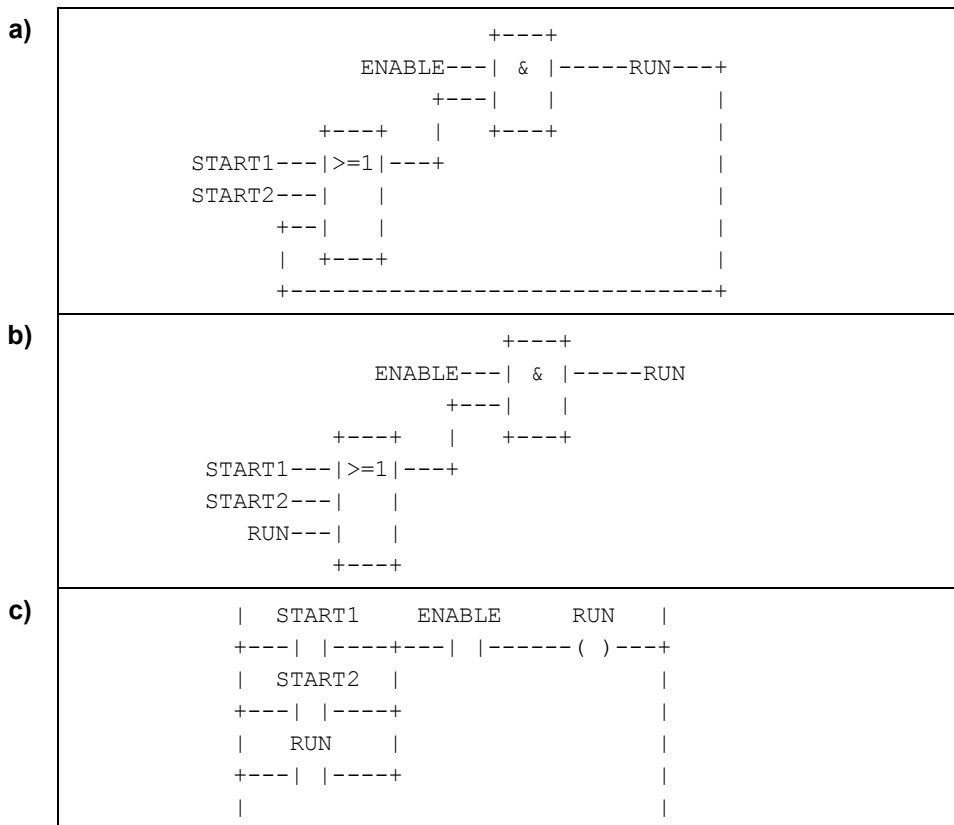 a)
+---+
ENABLE---| & |-----RUN---+
+---|   |          |
+---+   |   +---+          |
START1---|>=1|---+                    |
START2---|   |                        |
+--|   |                        |
|  +---+                        |
+-------------------------------+
b)
+---+
ENABLE---| & |-----RUN
+---|   |
+---+   |   +---+
START1---|>=1|---+
START2---|   |
RUN---|   |
+---+
c)
|  START1    ENABLE     RUN   |
+---| |----+---| |------( )---+
|  START2  |                  |
+---| |----+                  |
|   RUN    |                  |
+---| |----+                  |
|                             |